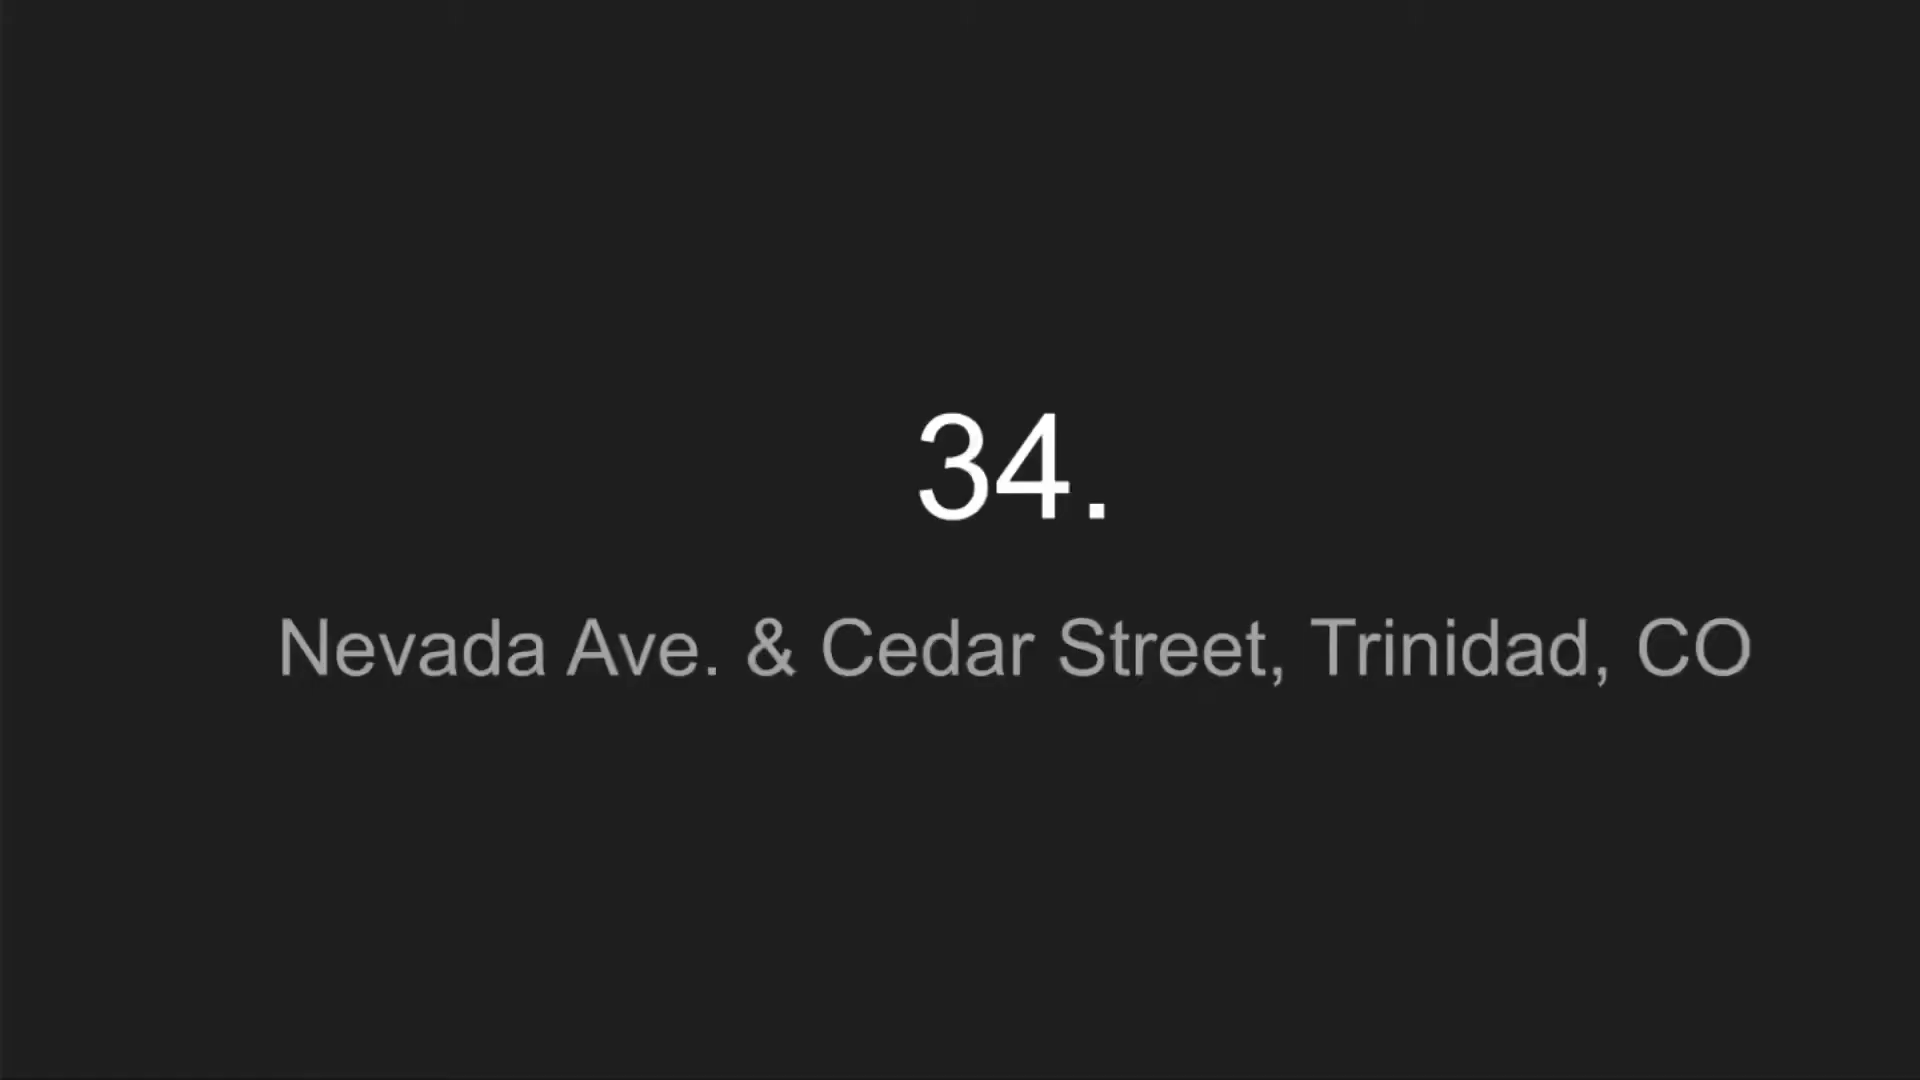 34.
Nevada Ave. & Cedar Street, Trinidad, CO